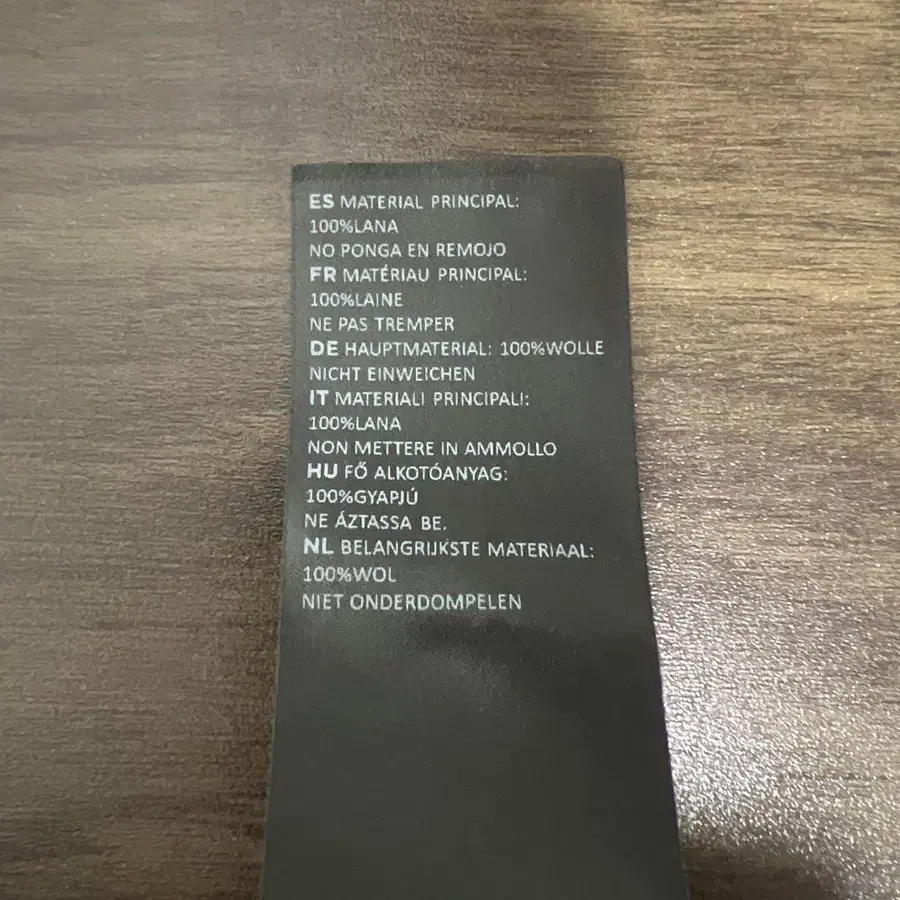 ES MATERIAL PRINCIPAL:
100%LANA
NO PONGA EN REMOJO
FR MATÉRIAU PRINCIPAL:
100%LAINE
NE PAS TREMPER
DE HAUPTMATERIAL: 100%WOLLE
NICHT EINWEICHEN
IT MATERIALI PRINCIPALI:
100%LANA
NON METTERE IN AMMOLLO
HU FŐ ALKOTÓANYAG:
100%GYAPJÚ
NE ÁZTASSA BE.
NL BELANGRIJKSTE MATERIAAL:
100%WOL
NIET ONDERDOMPELEN